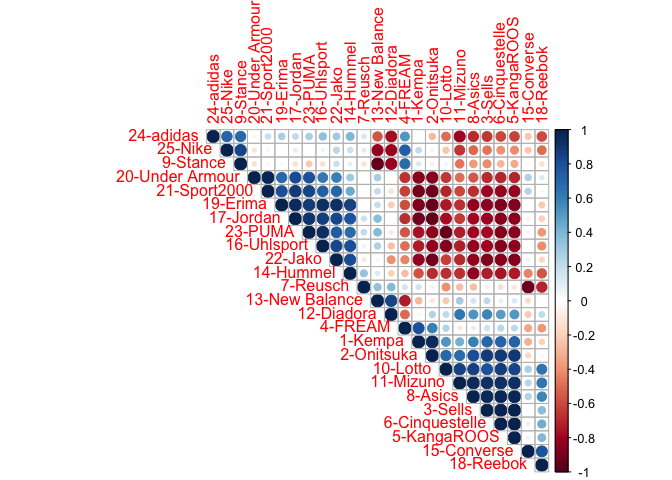 24-adidas
25-Nike
9-Stance
20-Under Armour
21-Sport2000
19-Erima
17-Jordan
23-PUMA
16-Uhlsport
22-Jako
14-Hummel
7-Reusch
13-New Balance
12-Diadora
4-FREAM
1-Kempa
2-Onitsuka
10-Lotto
11-Mizuno
8-Asics
3-Sells
6-Cinquestelle
5-KangaROOS
15-Converse
18-Reebok
24-adidas
25-Nike
9-Stance
20-Under Armour
21-Sport2000
19-Erima
17-Jordan
23-PUMA
16-Uhlsport
22-Jako
14-Hummel
7-Reusch
13-New Balance
12-Diadora
4-FREAM
1-Kempa
2-Onitsuka
10-Lotto
11-Mizuno
8-Asics
3-Sells
6-Cinquestelle
5-KangaROOS
15-Converse
18-Reebok
1
0.8
0.6
0.4
0.2
0
-0.2
-0.4
-0.6
-0.8
-1